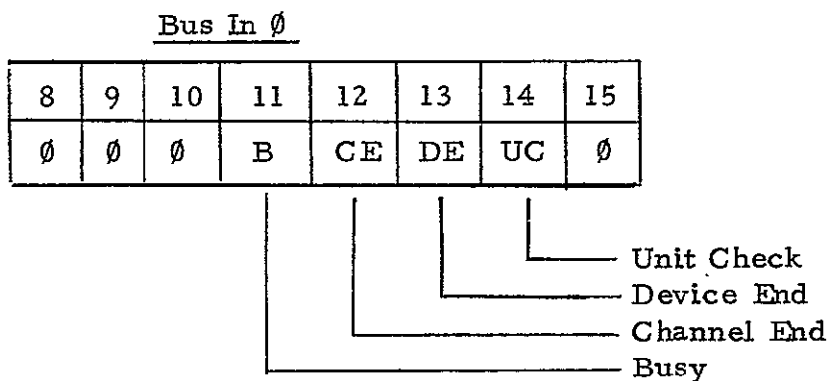 Bus In Ø
8 9 10 11 12 13 14 15
Ø Ø Ø B CE DE UC Ø
Unit Check
Device End
Channel End
Busy